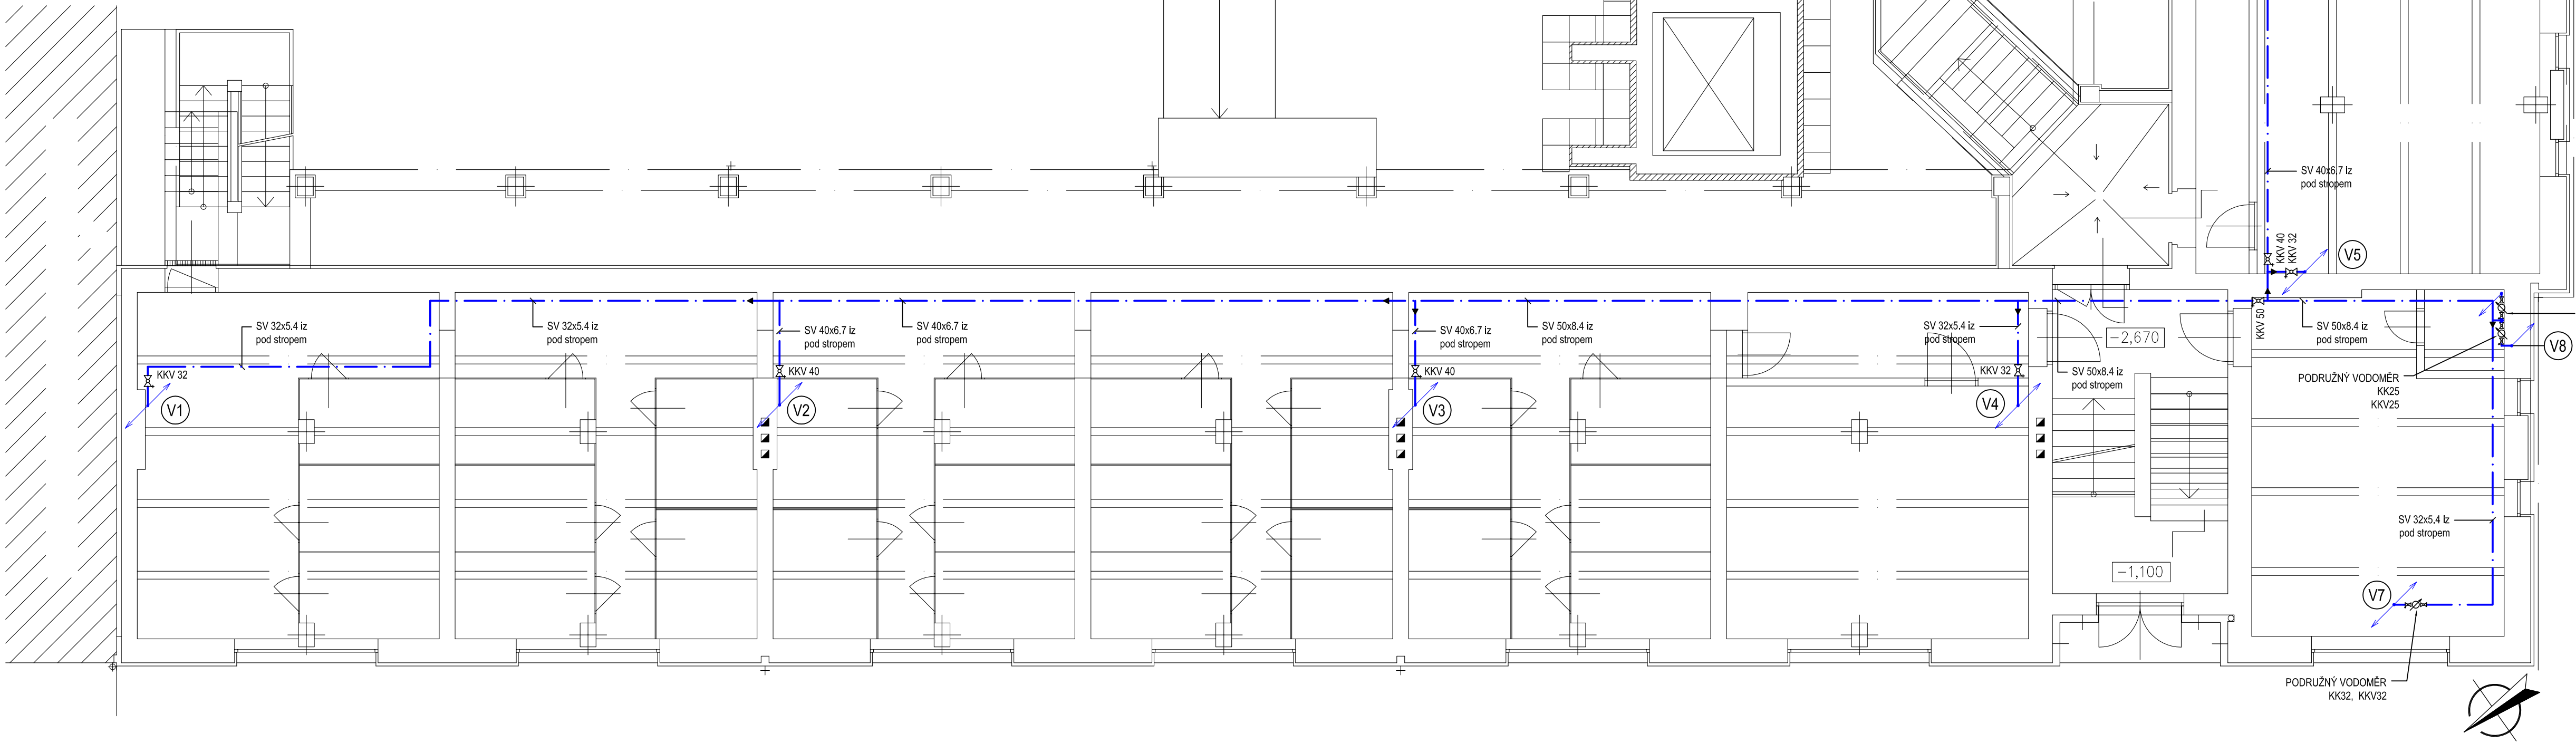 SV 40x6.7 iz
pod stropem
KKV 40
KKV 32
V5
SV 32x5.4 iz
pod stropem
SV 32x5.4 iz
pod stropem
SV 40x6.7 iz
pod stropem
SV 40x6.7 iz
pod stropem
SV 40x6.7 iz
pod stropem
SV 50x8.4 iz
pod stropem
SV 32x5.4 iz
pod stropem
-2,670
KKV 50
SV 50x8.4 iz
pod stropem
V8
KKV 32
V1
KKV 40
V2
KKV 40
V3
KKV 32
V4
SV 50x8.4 iz
pod stropem
PODRUŽNÝ VODOMĚR
KK25
KKV25
SV 32x5.4 iz
pod stropem
-1,100
V7
PODRUŽNÝ VODOMĚR
KK32, KKV32